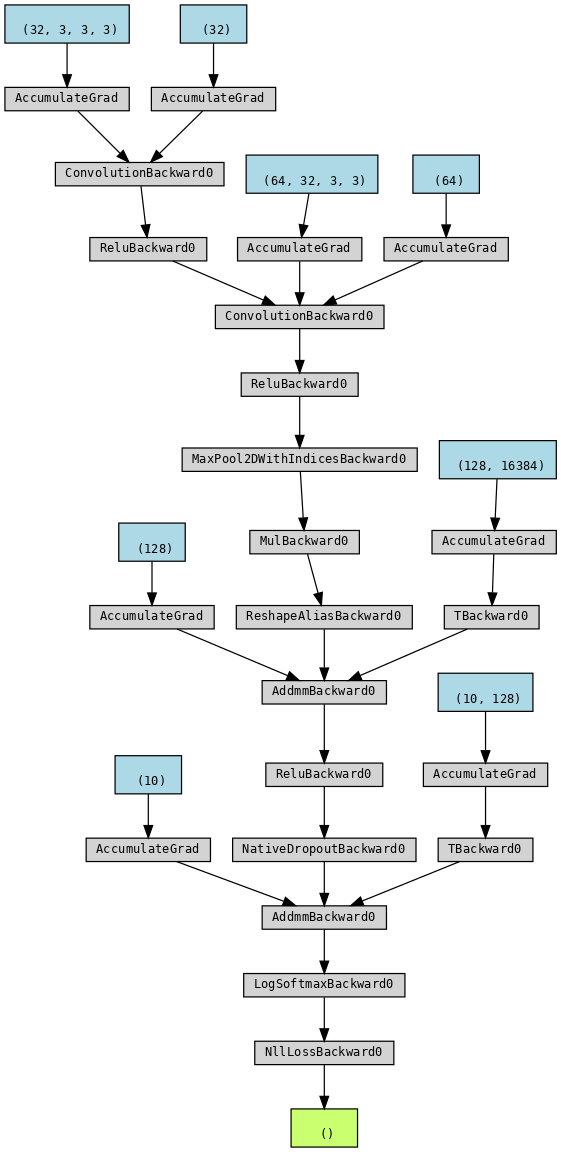 (32, 3, 3, 3)
(32)
AccumulateGrad
AccumulateGrad
ConvolutionBackward0
(64, 32, 3, 3)
(64)
ReluBackward0
AccumulateGrad
AccumulateGrad
ConvolutionBackward0
ReluBackward0
MaxPool2DWithIndicesBackward0
(128, 16384)
(128)
MulBackward0
AccumulateGrad
AccumulateGrad
ReshapeAliasBackward0
TBackward0
AddmmBackward0
(10, 128)
(10)
ReluBackward0
AccumulateGrad
AccumulateGrad
NativeDropoutBackward0
TBackward0
AddmmBackward0
LogSoftmaxBackward0
NllLossBackward0
()